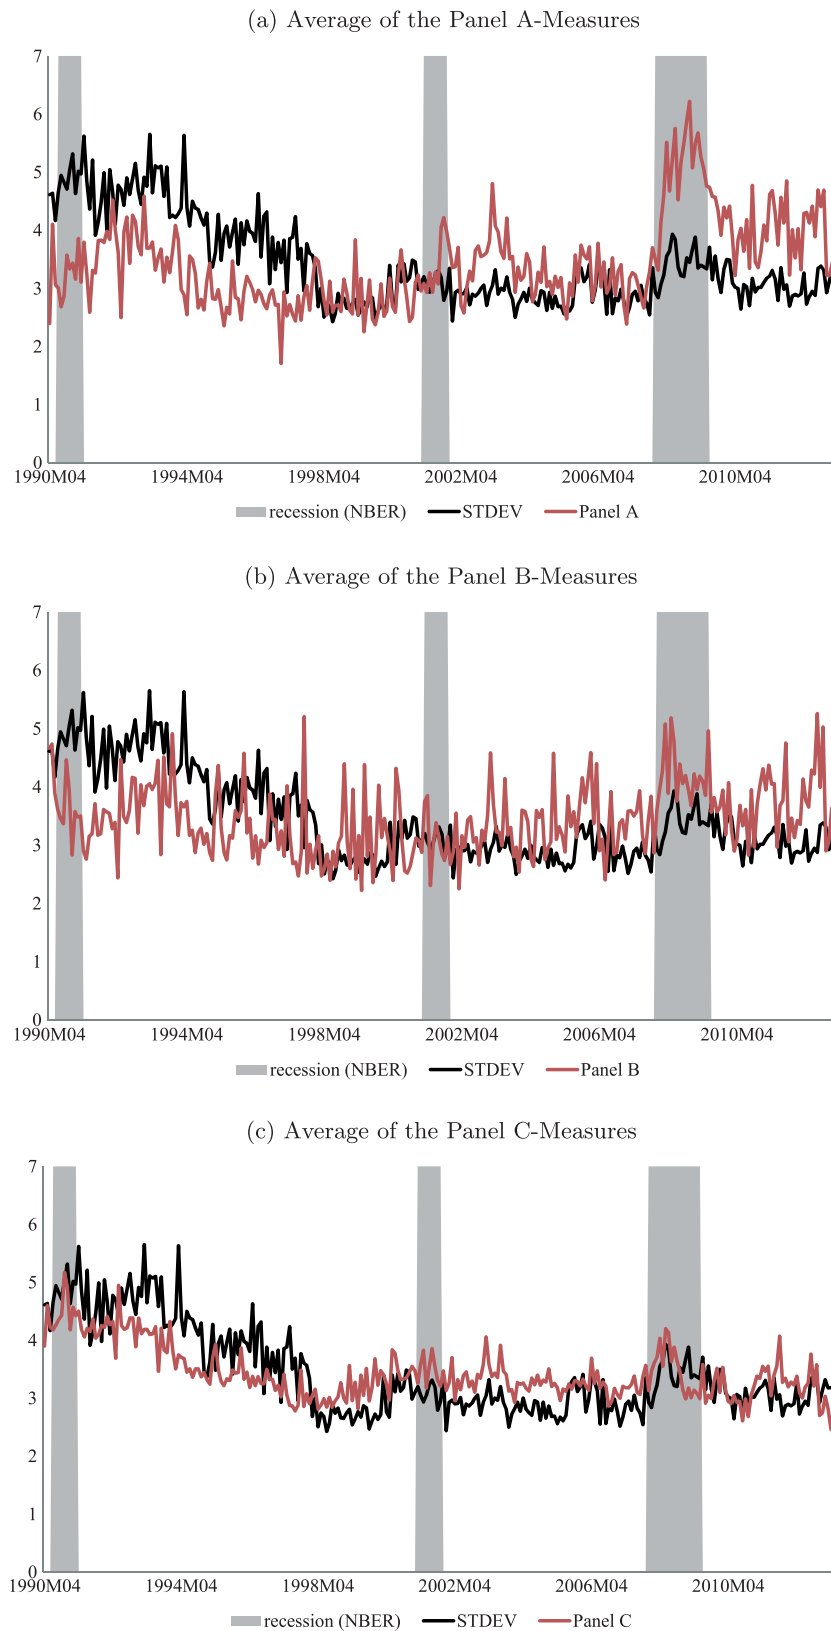 (a) Average of the Panel A-Measures
7
6
5
4
3
2
1
0
1990M04 1994M04 1998M04 2002M04 2006M04 2010M04
recession (NBER) STDEV Panel A
(b) Average of the Panel B-Measures
7
6
5
4
3
2
1
0
1990M04 1994M04 1998M04 2002M04 2006M04 2010M04
recession (NBER) STDEV Panel B
(c) Average of the Panel C-Measures
7
6
5
4
3
2
1
0
1990M04 1994M04 1998M04 2002M04 2006M04 2010M04
recession (NBER) STDEV Panel C